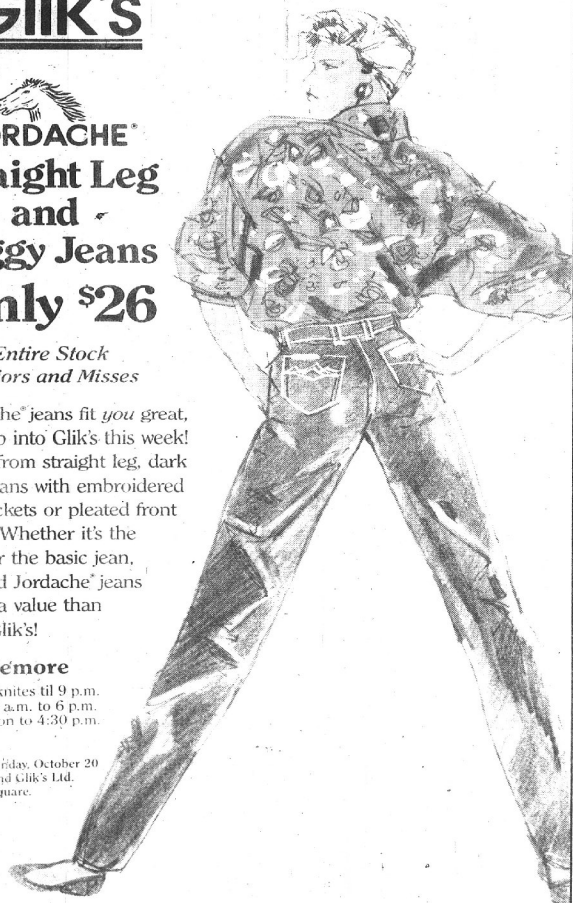 GLIK'S
RDACHE®
aight Leg
and
ggy Jeans
nly $26
Entire Stock
iors and Misses
he® jeans fit you great,
p into Glik's this week!
from straight leg, dark
ans with embroidered
ckets or pleated front
Whether it's the
r the basic jean,
d Jordache® jeans
a value than
lik's!
emore
knites til 9 p.m.
a.m. to 6 p.m.
on to 4:30 p.m.
rday, October 20
nd Glik's Ltd.
quare.